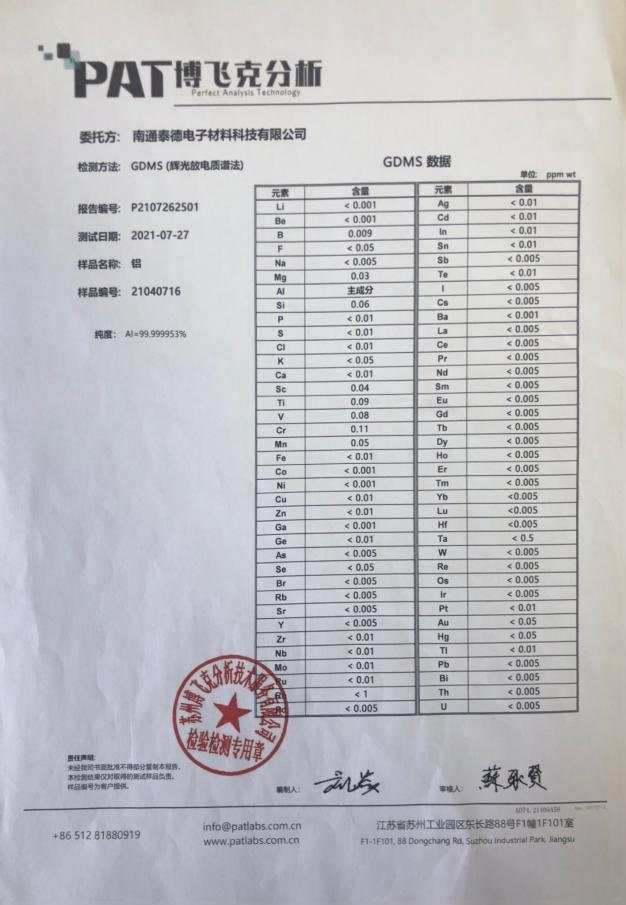 PAT 博飞克分析
Perfect Analysis Technology
委托方: 南通泰德电子材料科技有限公司
检测方法: GDMS (辉光放电质谱法)
GDMS 数据
单位: ppm wt
报告编号: P2107262501
测试日期: 2021-07-27
样品名称: 铝
样品编号: 21040716
纯度: Al=99.999953%
元素 含量 元素 含量
Li < 0.001 Ag < 0.01
Be < 0.001 Cd < 0.01
B 0.009 In < 0.01
F < 0.05 Sn < 0.01
Na < 0.005 Sb < 0.005
Mg 0.03 Te < 0.01
Al 主成分 I < 0.005
Si 0.06 Cs < 0.005
P < 0.01 Ba < 0.001
S < 0.01 La < 0.005
Cl < 0.01 Ce < 0.005
K < 0.05 Pr < 0.005
Ca < 0.01 Nd < 0.005
Sc 0.04 Sm < 0.005
Ti 0.09 Eu < 0.005
V 0.08 Gd < 0.005
Cr 0.11 Tb < 0.005
Mn 0.05 Dy < 0.005
Fe < 0.01 Ho < 0.005
Co < 0.001 Er < 0.005
Ni < 0.001 Tm < 0.005
Cu < 0.01 Yb <0.005
Zn < 0.01 Lu <0.005
Ga < 0.001 Hf <0.005
Ge < 0.01 Ta < 0.5
As < 0.005 W < 0.005
Se < 0.05 Re < 0.005
Br < 0.005 Os < 0.005
Rb < 0.005 Ir < 0.005
Sr < 0.005 Pt < 0.01
Y < 0.005 Au < 0.05
Zr < 0.01 Hg < 0.05
Nb < 0.01 Tl < 0.01
Mo < 0.01 Pb < 0.005
Ru < 0.01 Bi < 0.005
< 1 Th < 0.005
< 0.005 U < 0.005
检验检测专用章
责任声明:
未经我司书面批准不得部分复制本报告。
本检测结果仅对取得的测试样品负责。
样品编号为客户提供。
编制人:
审核人:
+86 512 81880919
info@patlabs.com.cn
www.patlabs.com.cn
江苏省苏州工业园区东长路88号F1幢1F101室
F1-1F101, 88 Dongchang Rd, Suzhou Industrial Park, Jiangsu